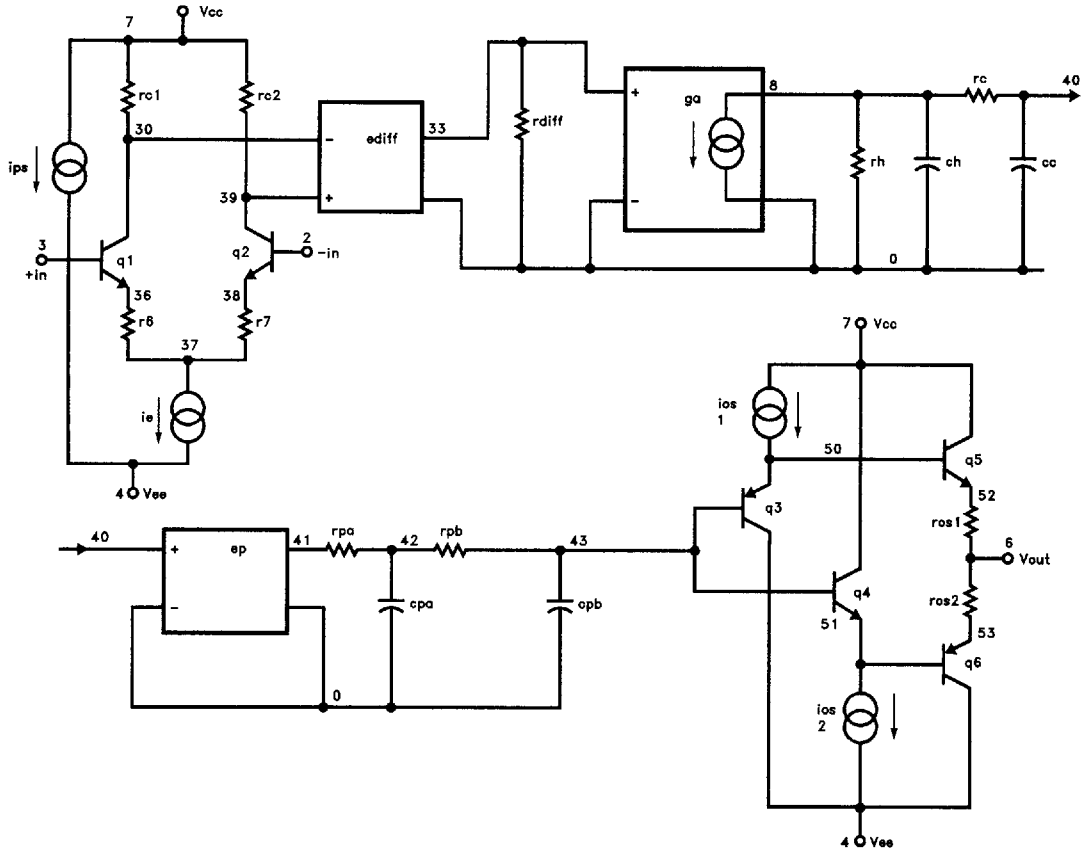 7 Vcc
rc1 rc2
30
ediff
- +
33
rdiff
+ -
ga
8
rc
40
rh ch cc
0
ips
39
3
+in
q1 q2
2
-in
36 38
r6 r7
37
ie
4 Vee
7 Vcc
ios
1
50
q5
52
q3
ros1
6
Vout
q4
51
ros2
53
q6
ios
2
4 Vee
40
+ -
ep
41
rpa
42
rpb
43
cpa cpb
0